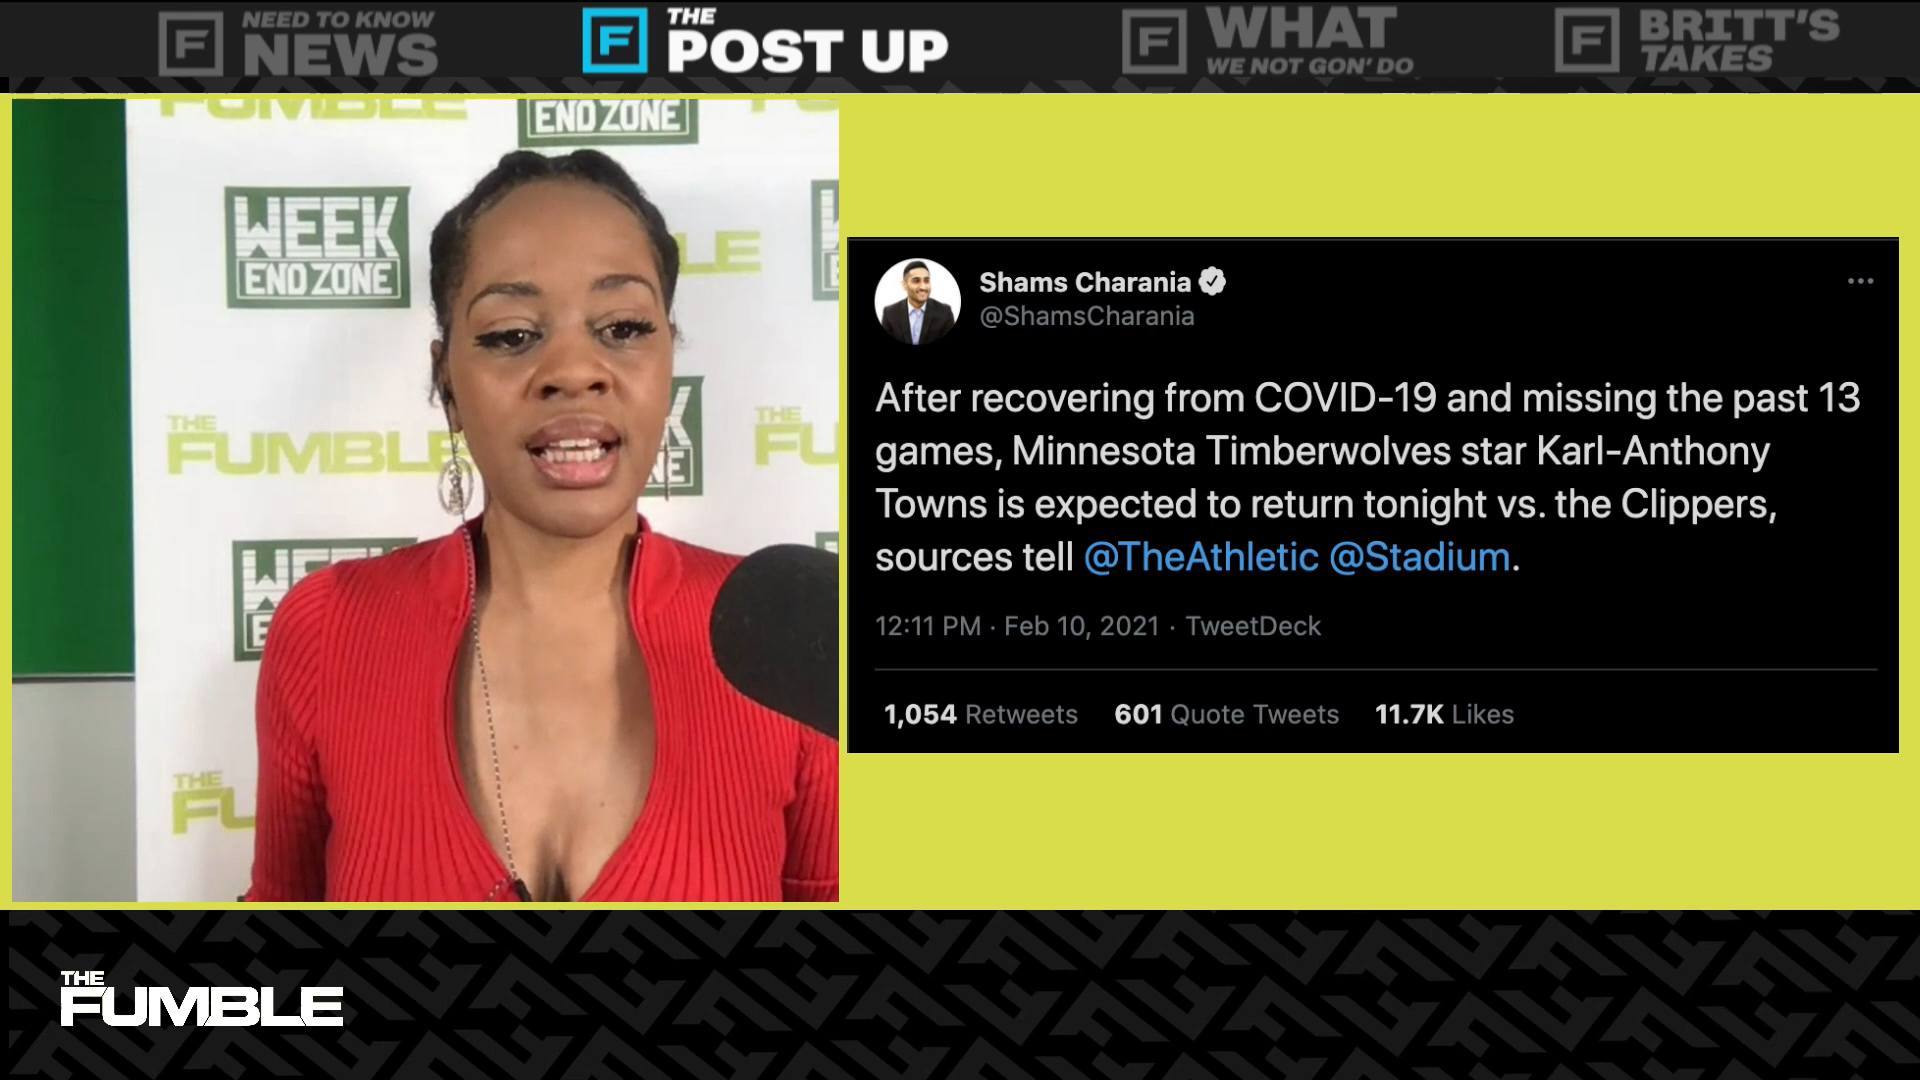 NEED TO KNOW
NEWS
THE
POST UP
WHAT
WE NOT GON' DO
BRITT'S
TAKES
FUMBLE
END ZONE
WEEK
END ZONE
THE
FUMBLE
THE
THE
FUMBLE
Shams Charania
@ShamsCharania
After recovering from COVID-19 and missing the past 13
games, Minnesota Timberwolves star Karl-Anthony
Towns is expected to return tonight vs. the Clippers,
sources tell @TheAthletic @Stadium.
12:11 PM · Feb 10, 2021 · TweetDeck
1,054 Retweets 601 Quote Tweets 11.7K Likes